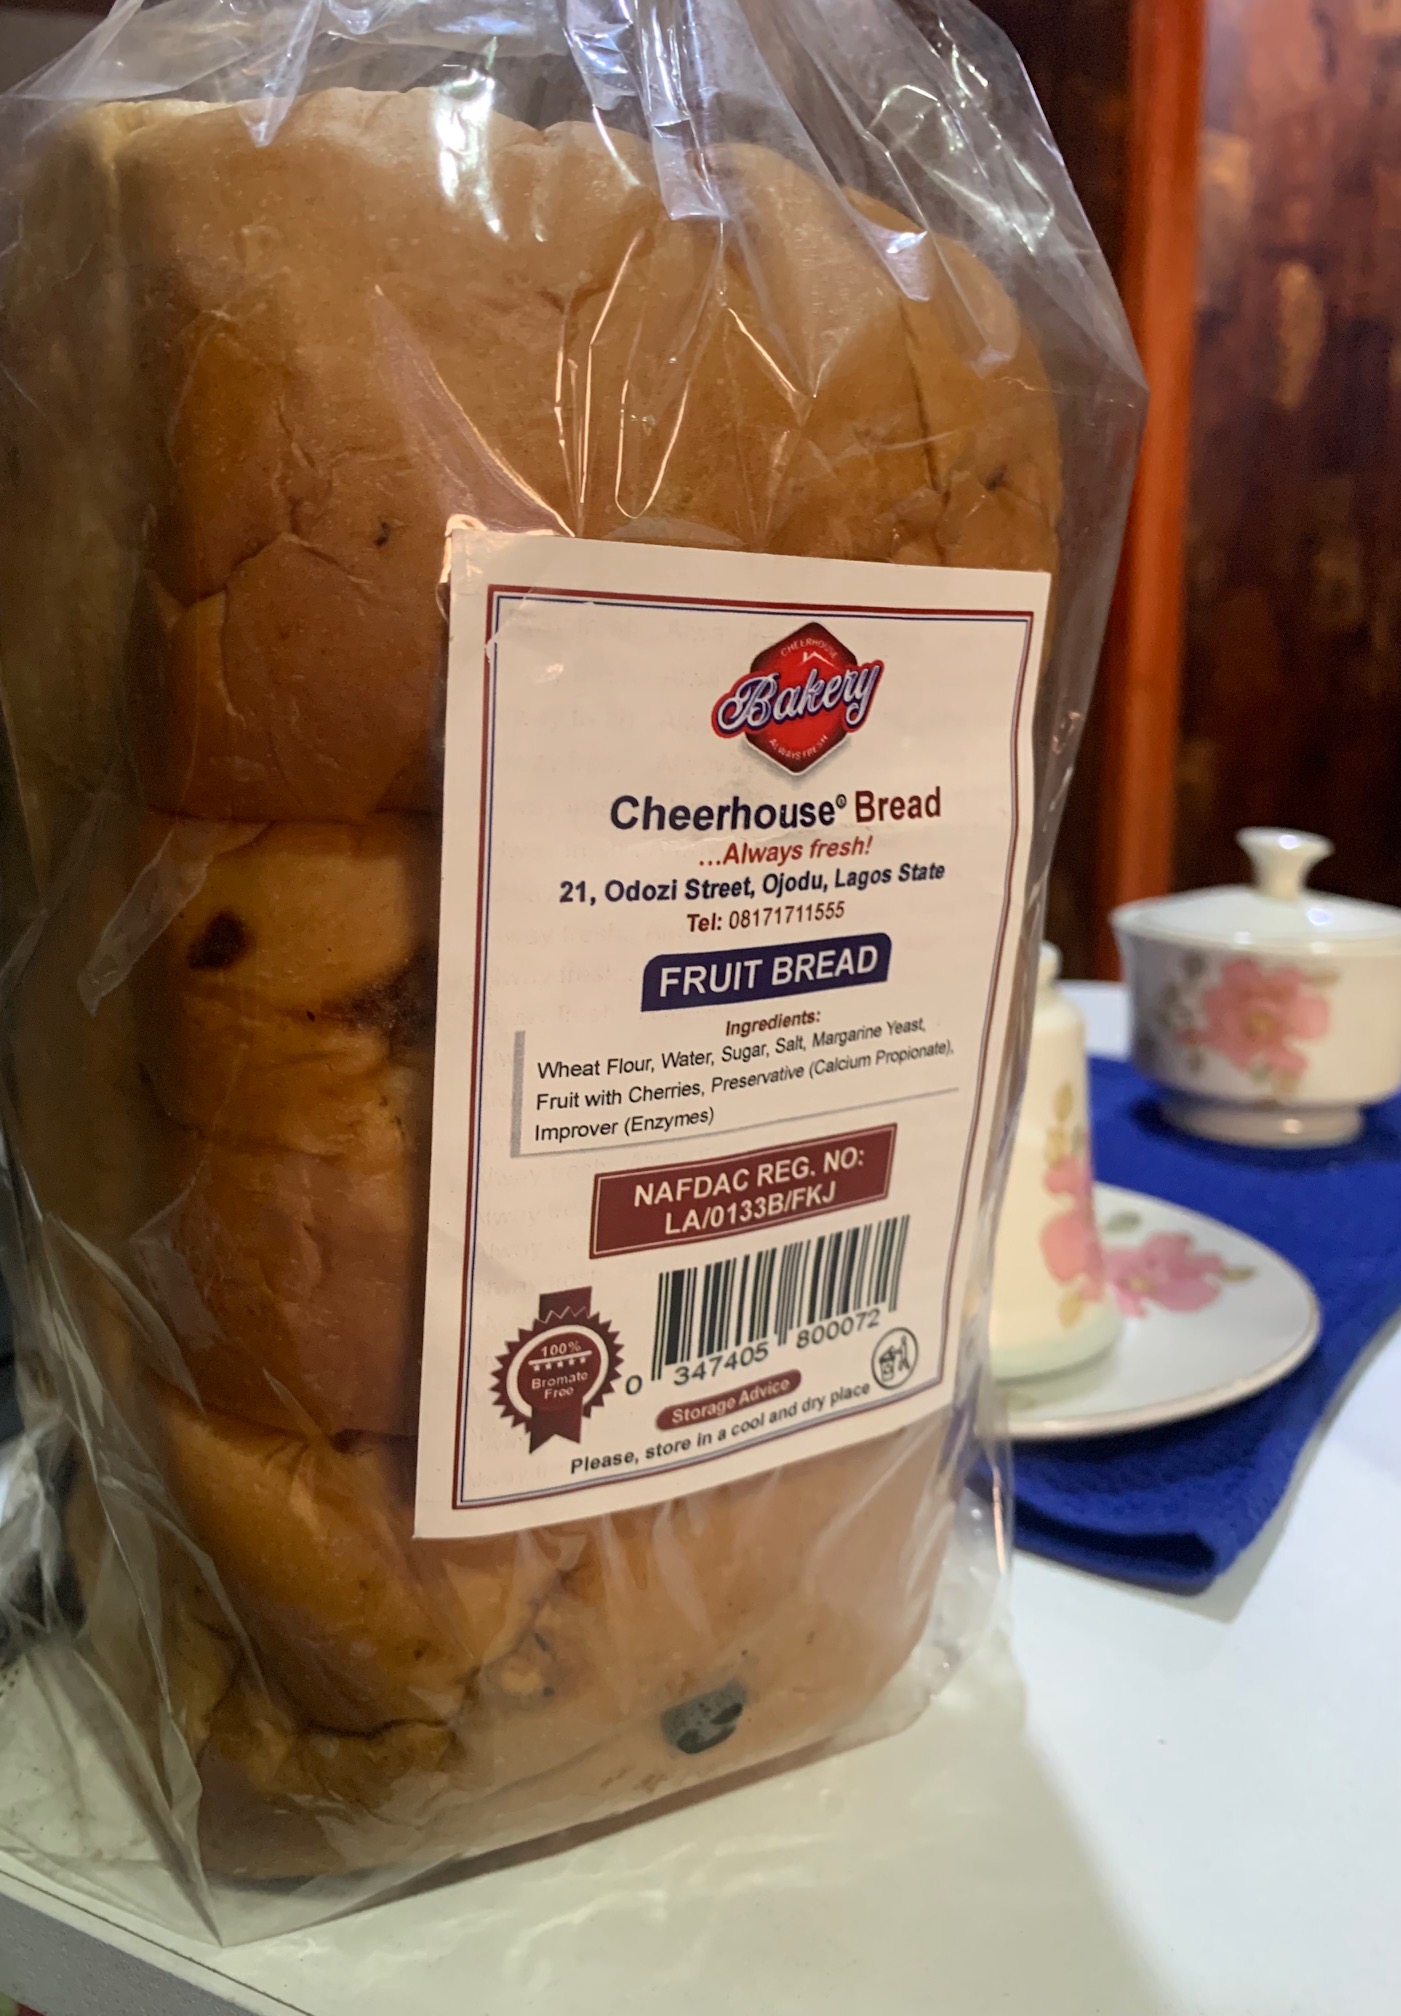 CHEERHOUSE
Bakery
ALWAYS FRESH
Cheerhouse® Bread
...Always fresh!
21, Odozi Street, Ojodu, Lagos State
Tel: 08171711555
FRUIT BREAD
Ingredients:
Wheat Flour, Water, Sugar, Salt, Margarine Yeast,
Fruit with Cherries, Preservative (Calcium Propionate),
Improver (Enzymes)
NAFDAC REG. NO:
LA/0133B/FKJ
100%
Bromate
Free
0 347405 800072
Storage Advice
Please, store in a cool and dry place